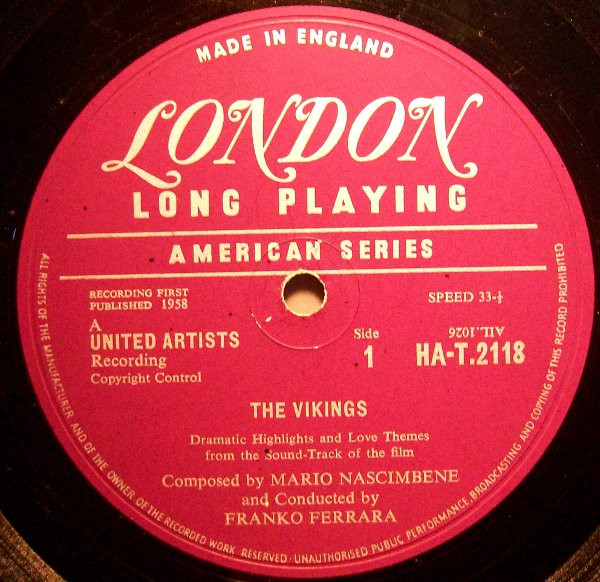 MADE IN ENGLAND
LONDON
LONG PLAYING
AMERICAN SERIES
RECORDING FIRST
PUBLISHED 1958
SPEED 33-⅓
A
UNITED ARTISTS
Recording
Copyright Control
Side
1
ATL.1026
HA-T.2118
THE VIKINGS
Dramatic Highlights and Love Themes
from the Sound-Track of the film
Composed by MARIO NASCIMBENE
and Conducted by
FRANKO FERRARA
ALL RIGHTS OF THE MANUFACTURER AND OF THE OWNER OF THE RECORDED WORK RESERVED · UNAUTHORISED PUBLIC PERFORMANCE BROADCASTING AND COPYING OF THIS RECORD PROHIBITED